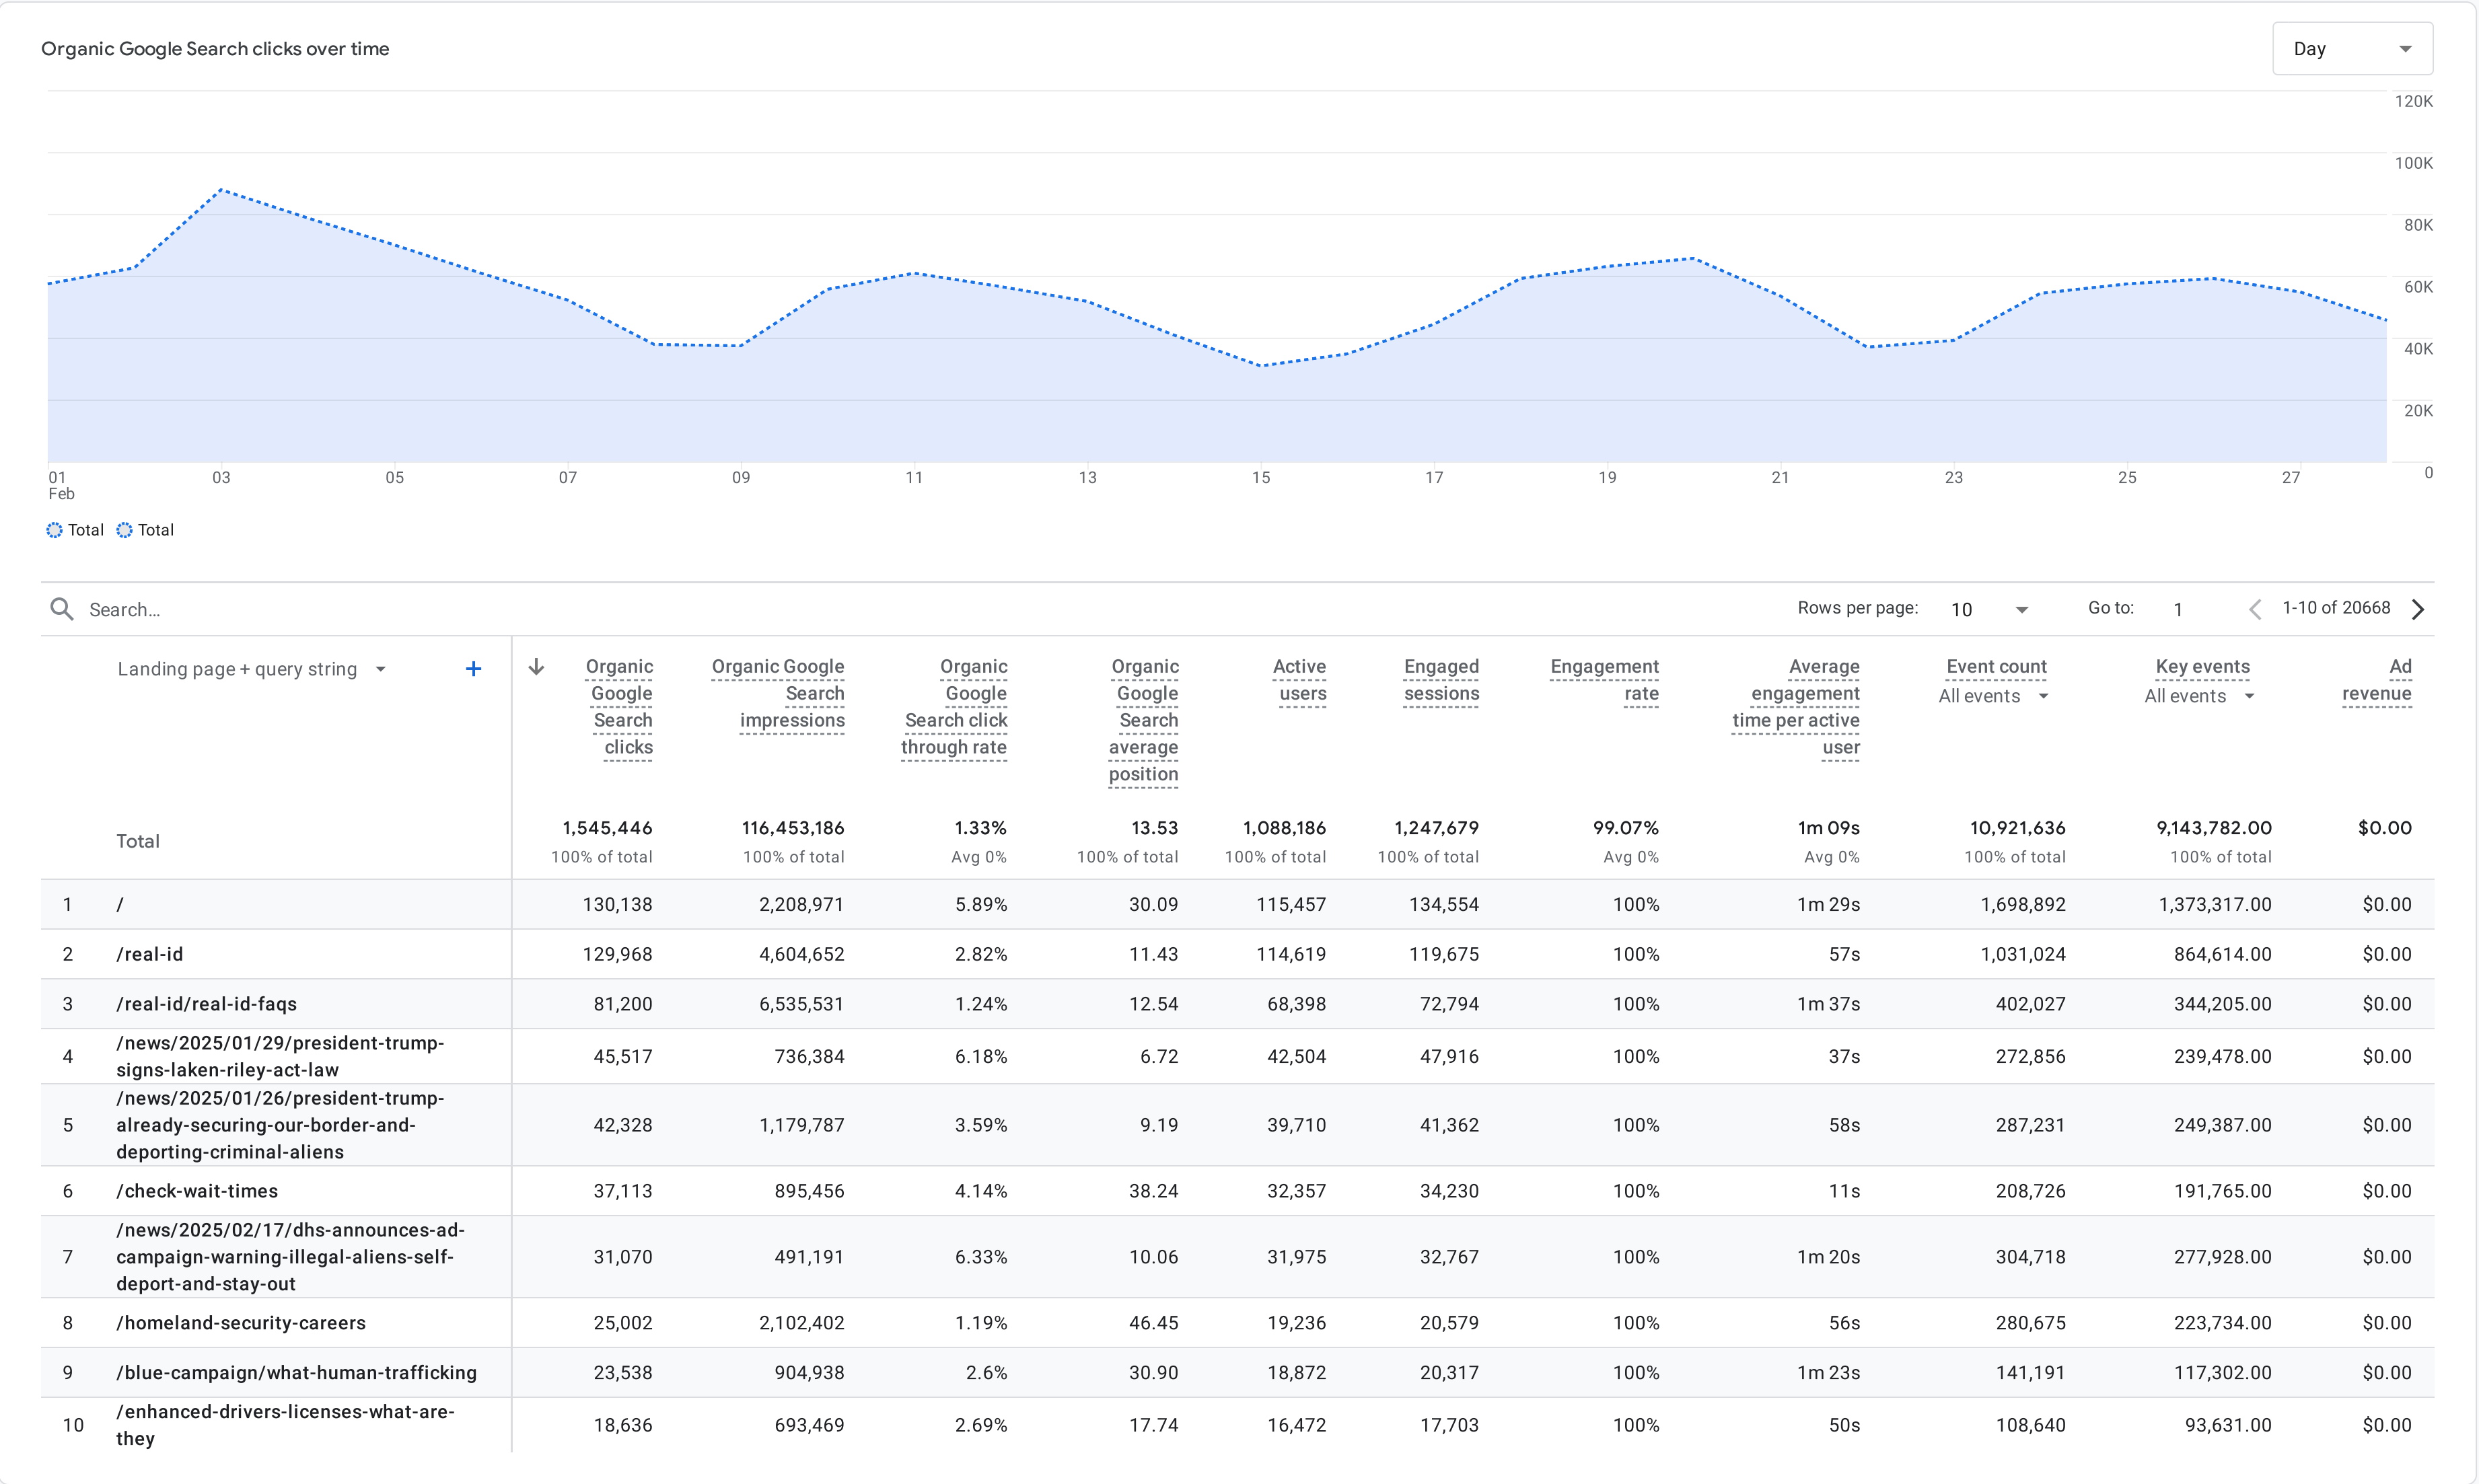 Organic Google Search clicks over time
Day
120K
100K
80K
60K
40K
20K
0
01 03 05 07 09 11 13 15 17 19 21 23 25 27
Feb
Total Total
Search...
Rows per page: 10 Go to: 1 1-10 of 20668
Landing page + query string +
Organic Google Search clicks
Organic Google Search impressions
Organic Google Search click through rate
Organic Google Search average position
Active users
Engaged sessions
Engagement rate
Average engagement time per active user
Event count
All events
Key events
All events
Ad revenue
Total 1,545,446 116,453,186 1.33% 13.53 1,088,186 1,247,679 99.07% 1m 09s 10,921,636 9,143,782.00 $0.00
100% of total 100% of total Avg 0% 100% of total 100% of total 100% of total Avg 0% Avg 0% 100% of total 100% of total
1 / 130,138 2,208,971 5.89% 30.09 115,457 134,554 100% 1m 29s 1,698,892 1,373,317.00 $0.00
2 /real-id 129,968 4,604,652 2.82% 11.43 114,619 119,675 100% 57s 1,031,024 864,614.00 $0.00
3 /real-id/real-id-faqs 81,200 6,535,531 1.24% 12.54 68,398 72,794 100% 1m 37s 402,027 344,205.00 $0.00
4 /news/2025/01/29/president-trump-
signs-laken-riley-act-law 45,517 736,384 6.18% 6.72 42,504 47,916 100% 37s 272,856 239,478.00 $0.00
5 /news/2025/01/26/president-trump-
already-securing-our-border-and-
deporting-criminal-aliens 42,328 1,179,787 3.59% 9.19 39,710 41,362 100% 58s 287,231 249,387.00 $0.00
6 /check-wait-times 37,113 895,456 4.14% 38.24 32,357 34,230 100% 11s 208,726 191,765.00 $0.00
7 /news/2025/02/17/dhs-announces-ad-
campaign-warning-illegal-aliens-self-
deport-and-stay-out 31,070 491,191 6.33% 10.06 31,975 32,767 100% 1m 20s 304,718 277,928.00 $0.00
8 /homeland-security-careers 25,002 2,102,402 1.19% 46.45 19,236 20,579 100% 56s 280,675 223,734.00 $0.00
9 /blue-campaign/what-human-trafficking 23,538 904,938 2.6% 30.90 18,872 20,317 100% 1m 23s 141,191 117,302.00 $0.00
10 /enhanced-drivers-licenses-what-are-
they 18,636 693,469 2.69% 17.74 16,472 17,703 100% 50s 108,640 93,631.00 $0.00